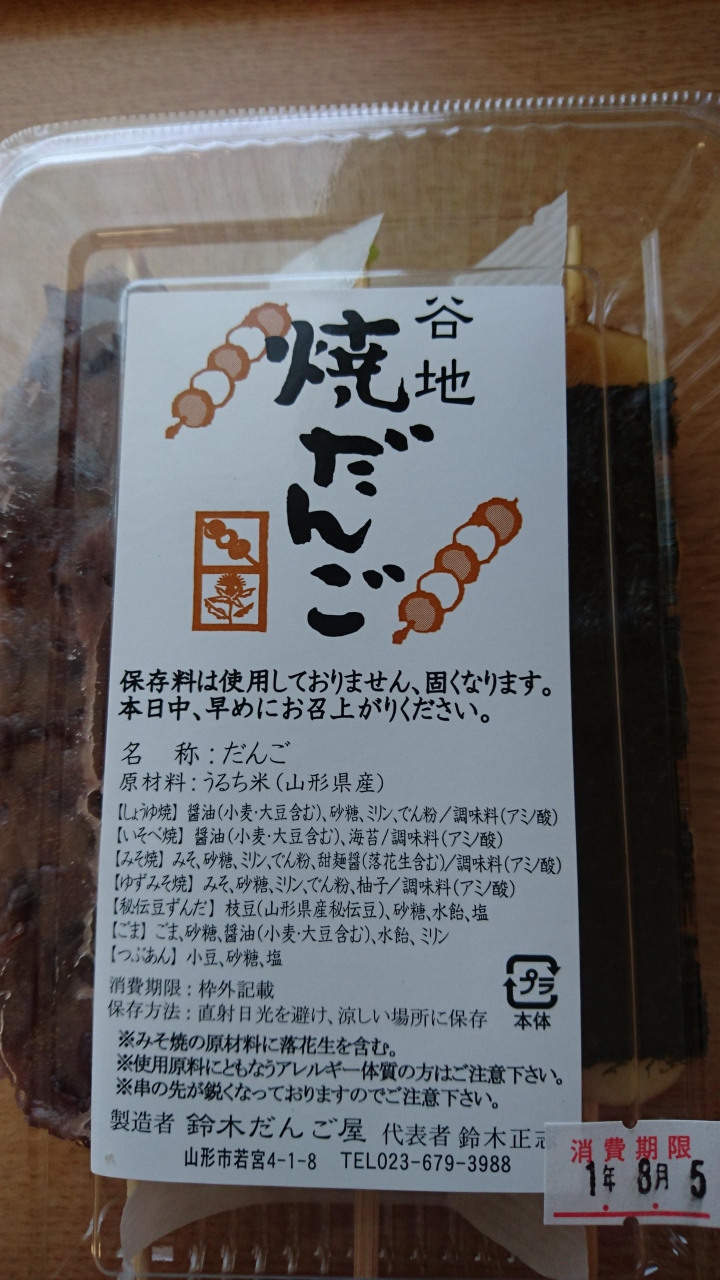 谷地
焼だんご
保存料は使用しておりません、固くなります。
本日中、早めにお召上がりください。
名　称：だんご
原材料：うるち米(山形県産)
【しょうゆ焼】 醤油(小麦・大豆含む)、砂糖、ミリン、でん粉／調味料(アミノ酸)
【いそべ焼】 醤油(小麦・大豆含む)、海苔/調味料(アミノ酸)
【みそ焼】 みそ、砂糖、ミリン、でん粉、甜麺醤(落花生含む)/調味料(アミノ酸)
【ゆずみそ焼】 みそ、砂糖、ミリン、でん粉、柚子／調味料(アミノ酸)
【秘伝豆ずんだ】 枝豆(山形県産秘伝豆)、砂糖、水飴、塩
【ごま】 ごま、砂糖、醤油(小麦・大豆含む)、水飴、ミリン
【つぶあん】 小豆、砂糖、塩
消費期限：枠外記載
保存方法：直射日光を避け、涼しい場所に保存
プラ
本体
※みそ焼の原材料に落花生を含む。
※使用原料にともなうアレルギー体質の方はご注意下さい。
※串の先が鋭くなっておりますのでご注意下さい。
製造者 鈴木だんご屋 代表者 鈴木正志
山形市若宮4-1-8 TEL023-679-3988
消費期限
1年 8月 5